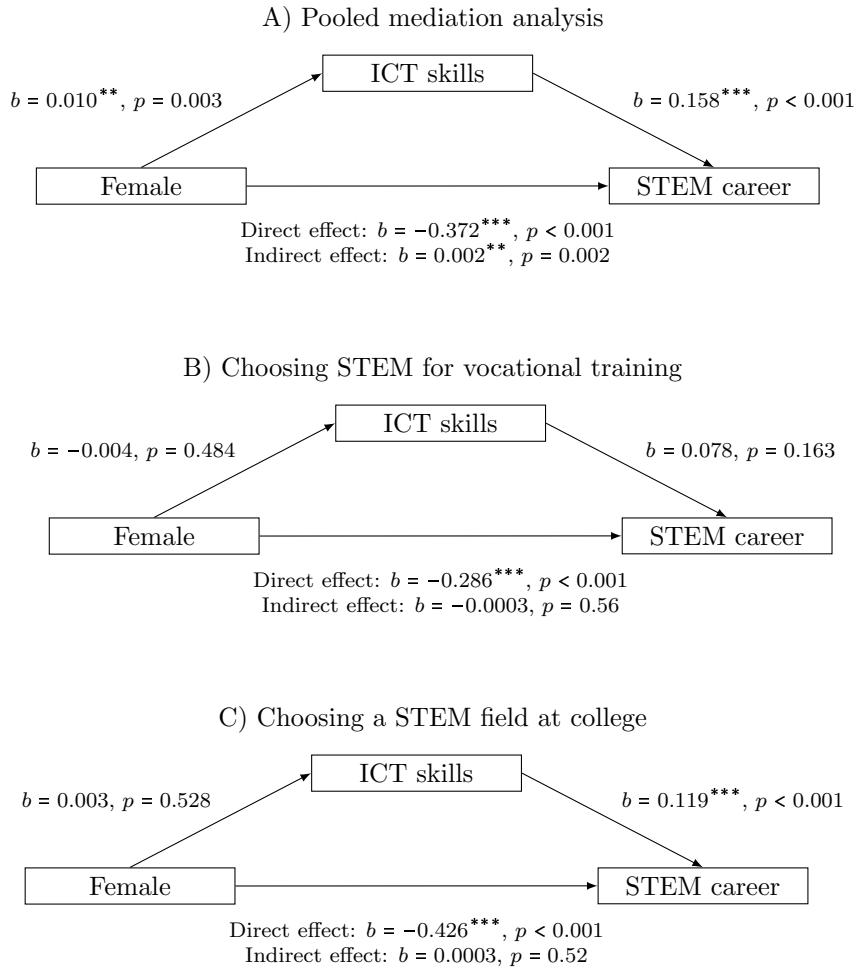 A) Pooled mediation analysis
ICT skills
b = 0.010**, p = 0.003
b = 0.158***, p < 0.001
Female
STEM career
Direct effect: b = −0.372***, p < 0.001
Indirect effect: b = 0.002**, p = 0.002
B) Choosing STEM for vocational training
ICT skills
b = −0.004, p = 0.484
b = 0.078, p = 0.163
Female
STEM career
Direct effect: b = −0.286***, p < 0.001
Indirect effect: b = −0.0003, p = 0.56
C) Choosing a STEM field at college
ICT skills
b = 0.003, p = 0.528
b = 0.119***, p < 0.001
Female
STEM career
Direct effect: b = −0.426***, p < 0.001
Indirect effect: b = 0.0003, p = 0.52